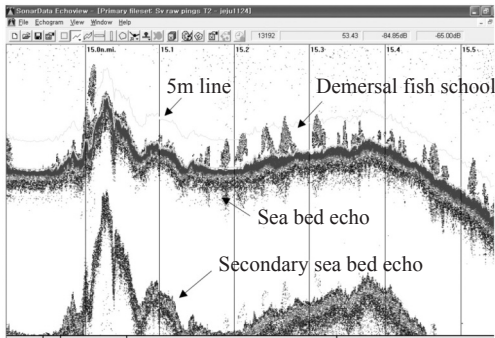 SonarData Echoview - [Primary fileset: Sv raw pings T2 - jeju1124]
File Echogram View Window Help
13192 53.43 -84.85dB -65.00dB
15.0n.mi. 15.1 15.2 15.3 15.4 15.5
5m line Demersal fish school
Sea bed echo
Secondary sea bed echo